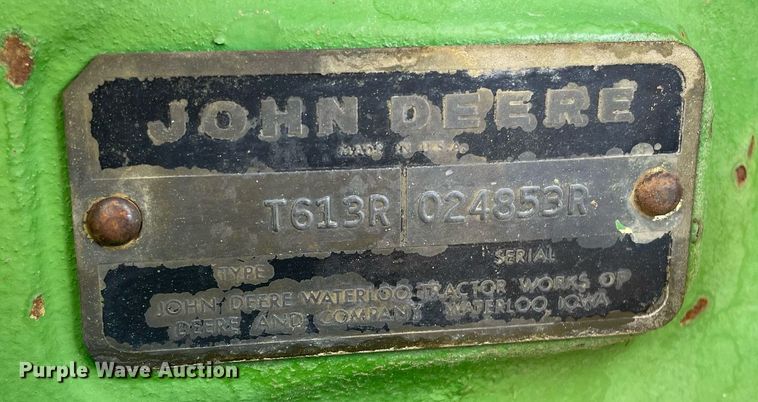 JOHN DEERE
MADE IN U.S.A.
T613R 024853R
TYPE SERIAL
JOHN DEERE WATERLOO TRACTOR WORKS OF
DEERE AND COMPANY WATERLOO, IOWA
Purple Wave Auction